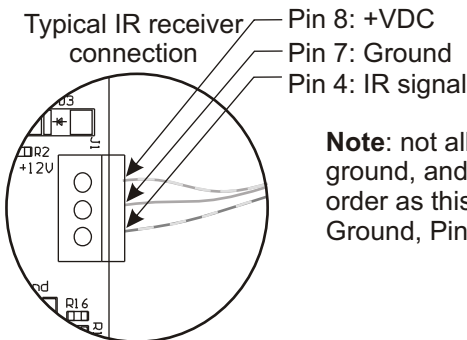 Typical IR receiver
connection
Pin 8: +VDC
Pin 7: Ground
Pin 4: IR signal
Note: not all
ground, and
order as this
Ground, Pin
J1
R2
+12V
R16